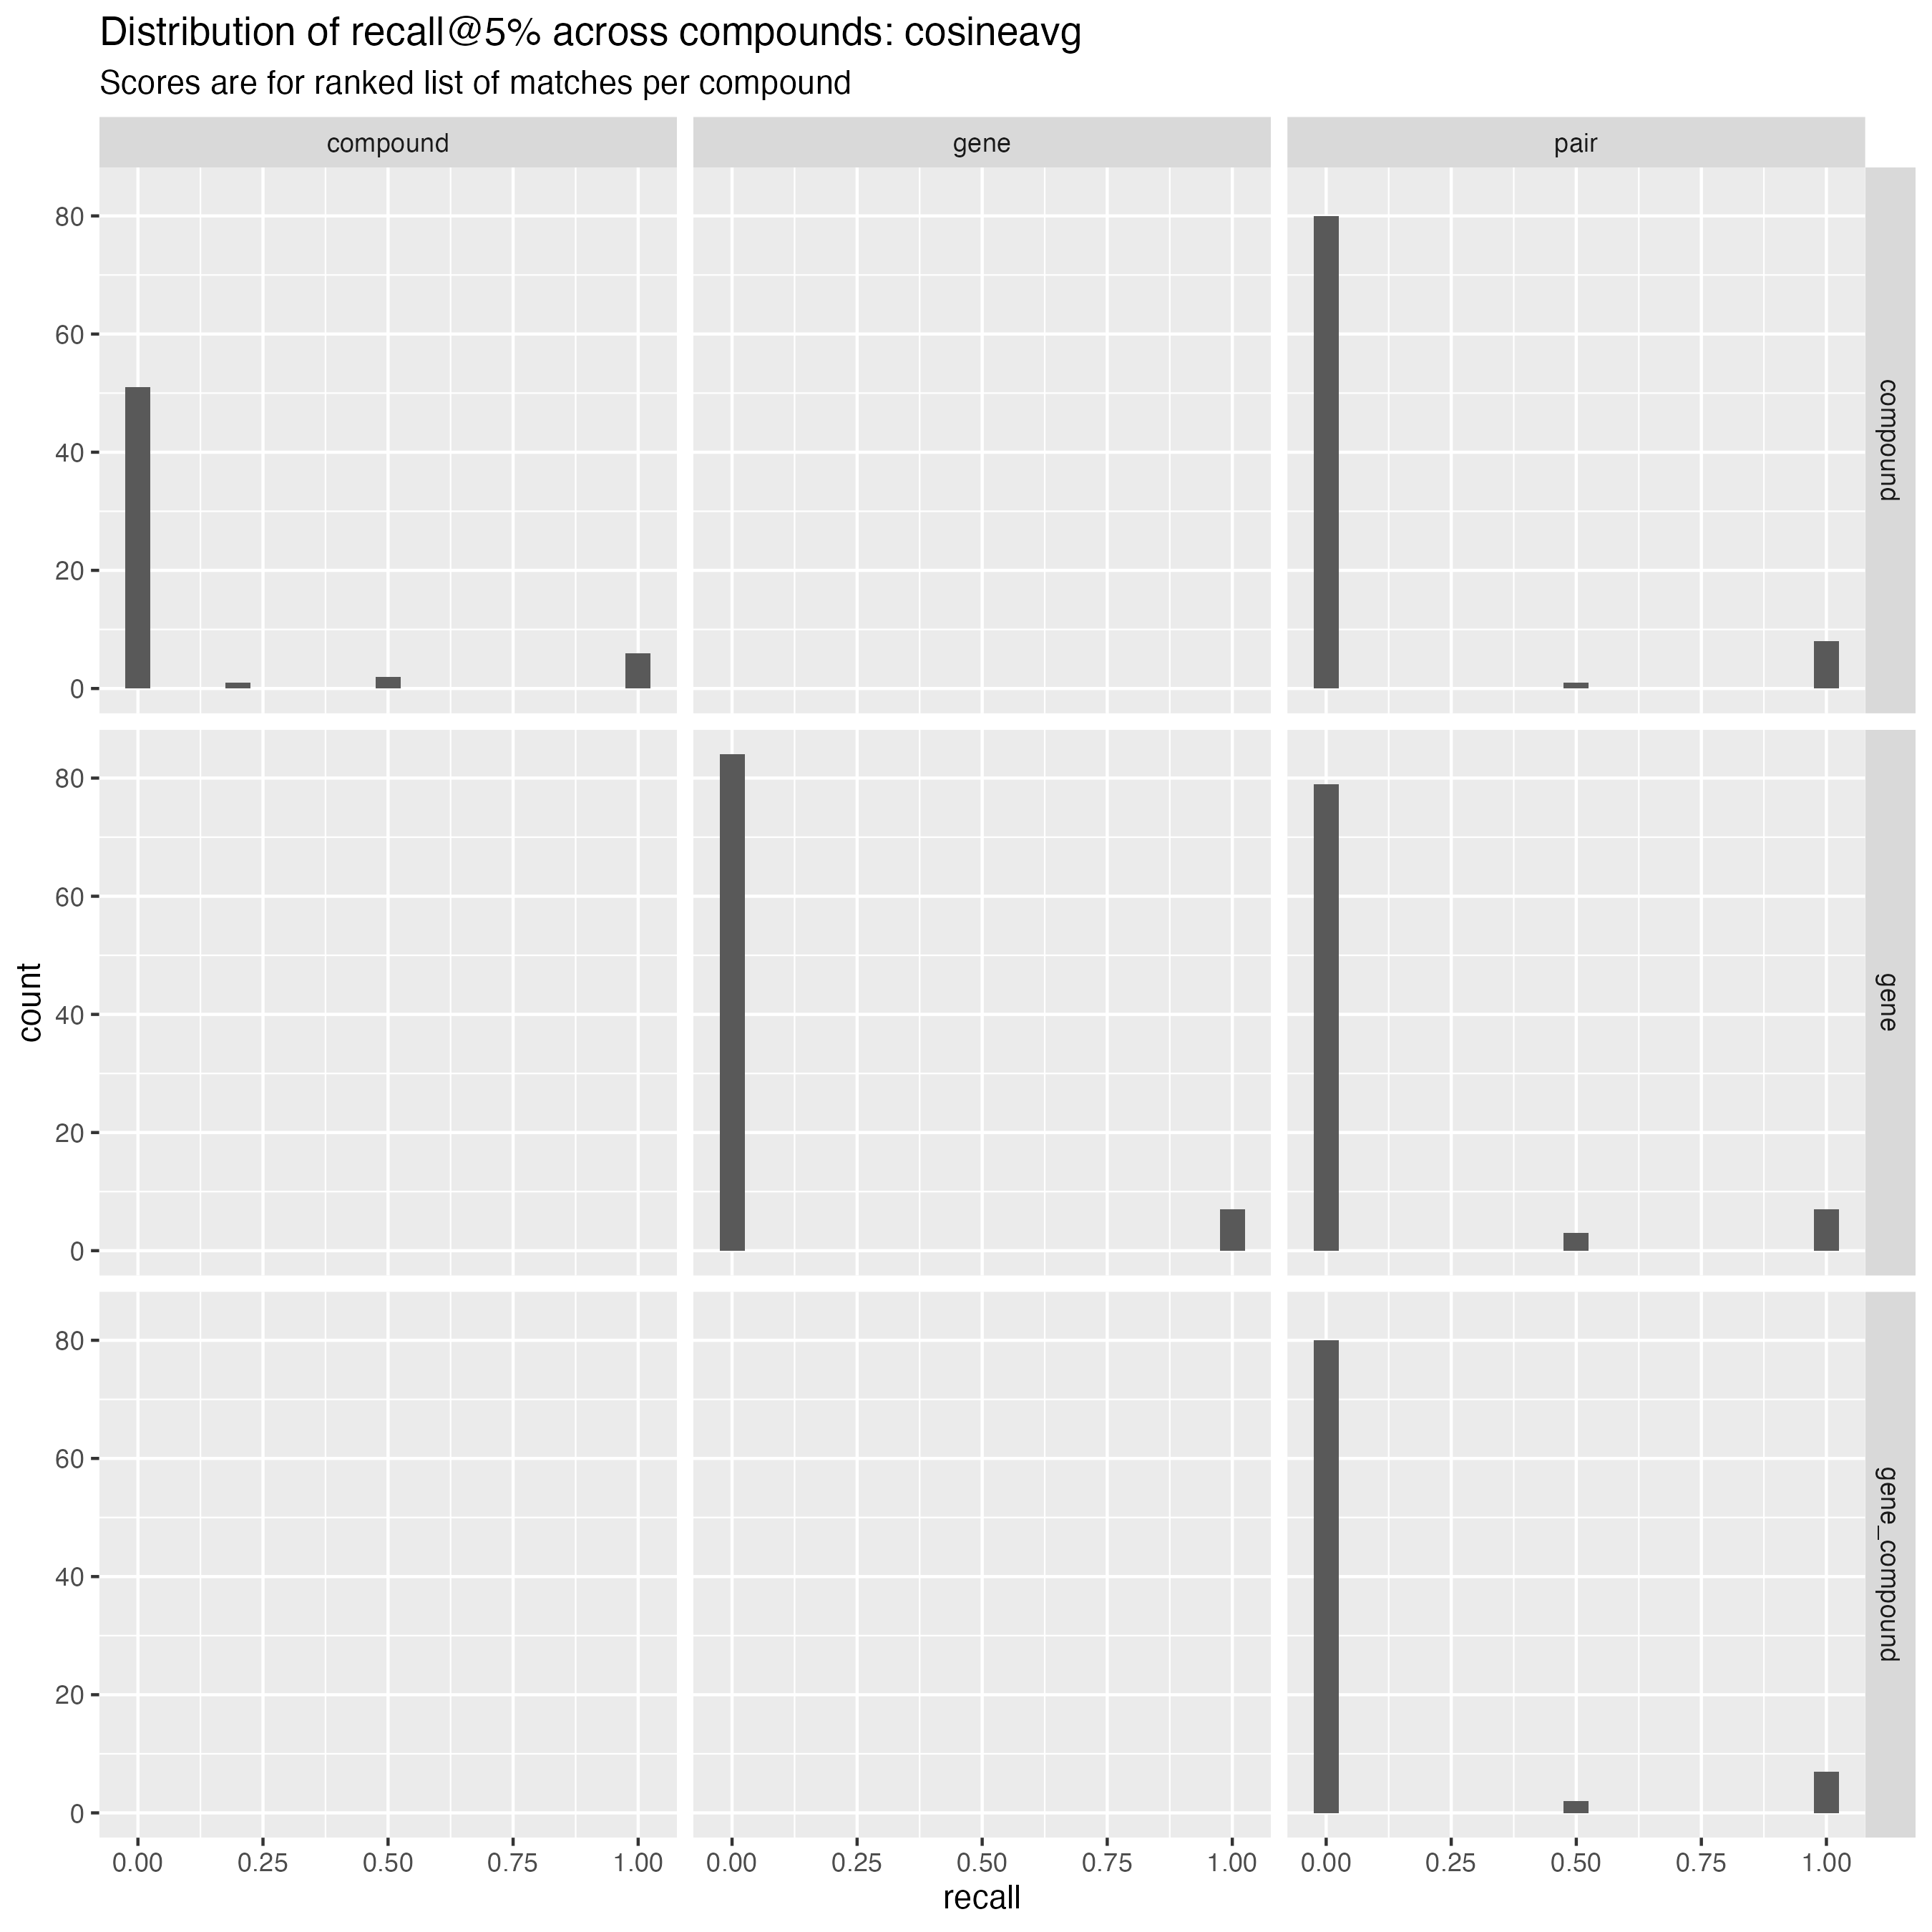 Distribution of recall@5% across compounds: cosineavg
Scores are for ranked list of matches per compound
compound
gene
pair
80
60
40
20
0
compound
80
60
40
20
0
gene
80
60
40
20
0
gene_compound
count
0.00 0.25 0.50 0.75 1.00
0.00 0.25 0.50 0.75 1.00
0.00 0.25 0.50 0.75 1.00
recall